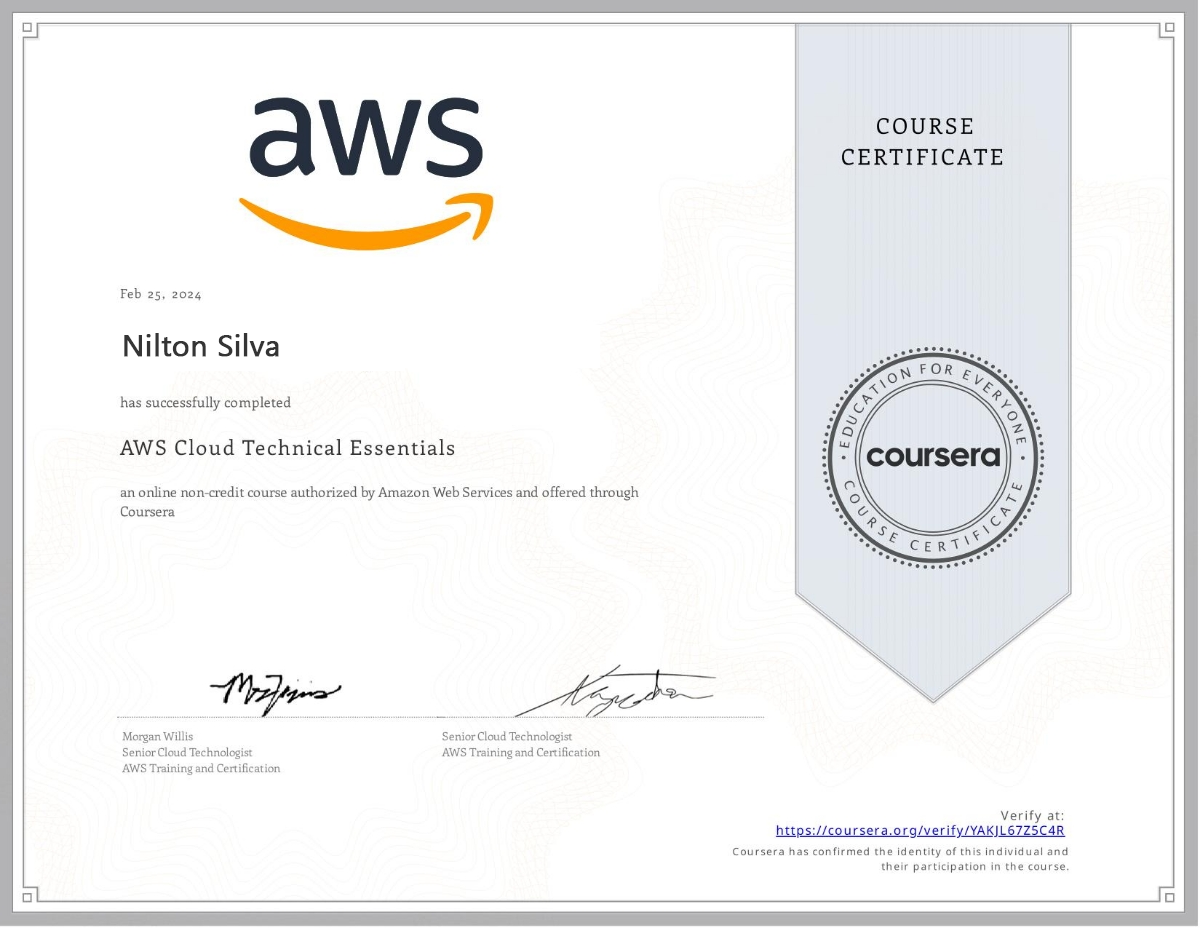 aws
COURSE
CERTIFICATE
Feb 25, 2024
Nilton Silva
has successfully completed
AWS Cloud Technical Essentials
an online non-credit course authorized by Amazon Web Services and offered through
Coursera
EDUCATION FOR EVERYONE
coursera
COURSE CERTIFICATE
Morgan Willis
Senior Cloud Technologist
AWS Training and Certification
Senior Cloud Technologist
AWS Training and Certification
Verify at:
https://coursera.org/verify/YAKJL67Z5C4R
Coursera has confirmed the identity of this individual and
their participation in the course.